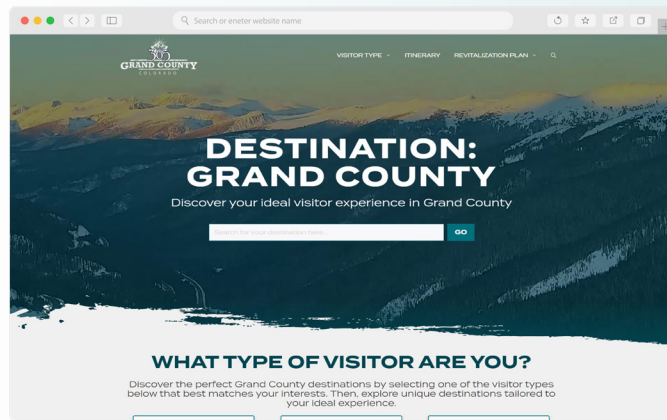 Search or eneter website name
GRAND COUNTY
COLORADO
VISITOR TYPE
ITINERARY
REVITALIZATION PLAN
DESTINATION:
GRAND COUNTY
Discover your ideal visitor experience in Grand County
Search for your destination here...
GO
WHAT TYPE OF VISITOR ARE YOU?
Discover the perfect Grand County destinations by selecting one of the visitor types
below that best matches your interests. Then, explore unique destinations tailored to
your ideal experience.